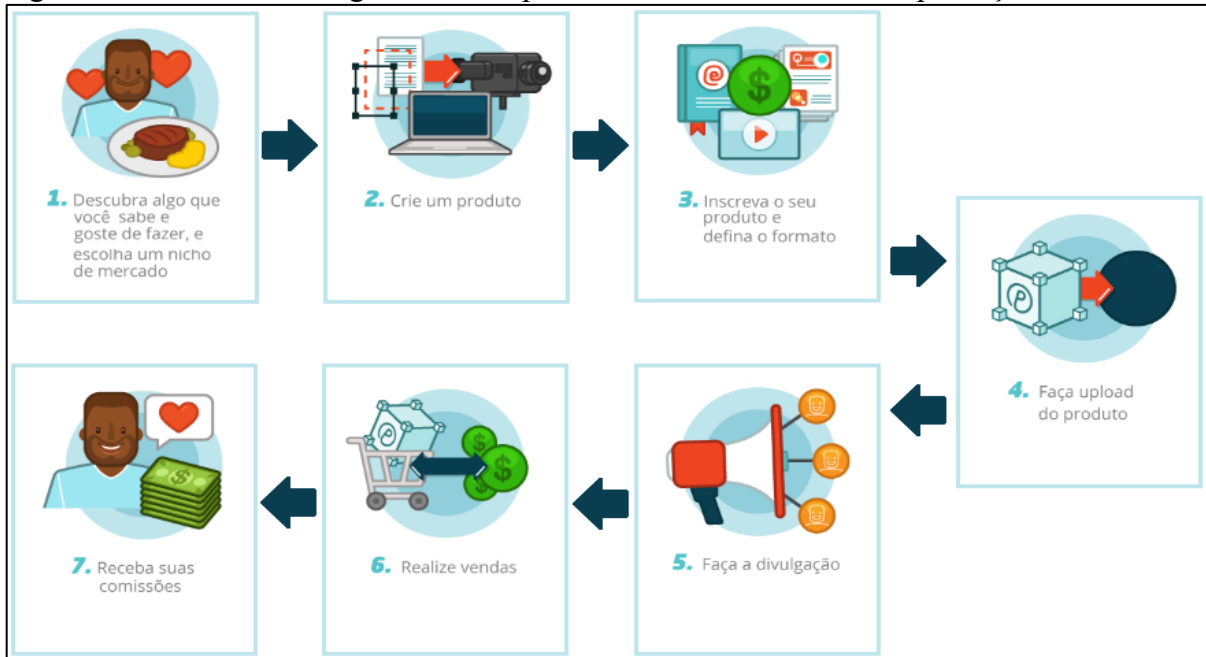 1. Descubra algo que
você sabe e
goste de fazer, e
escolha um nicho
de mercado
2. Crie um produto
3. Inscreva o seu
produto e
defina o formato
4. Faça upload
do produto
5. Faça a divulgação
6. Realize vendas
7. Receba suas
comissões